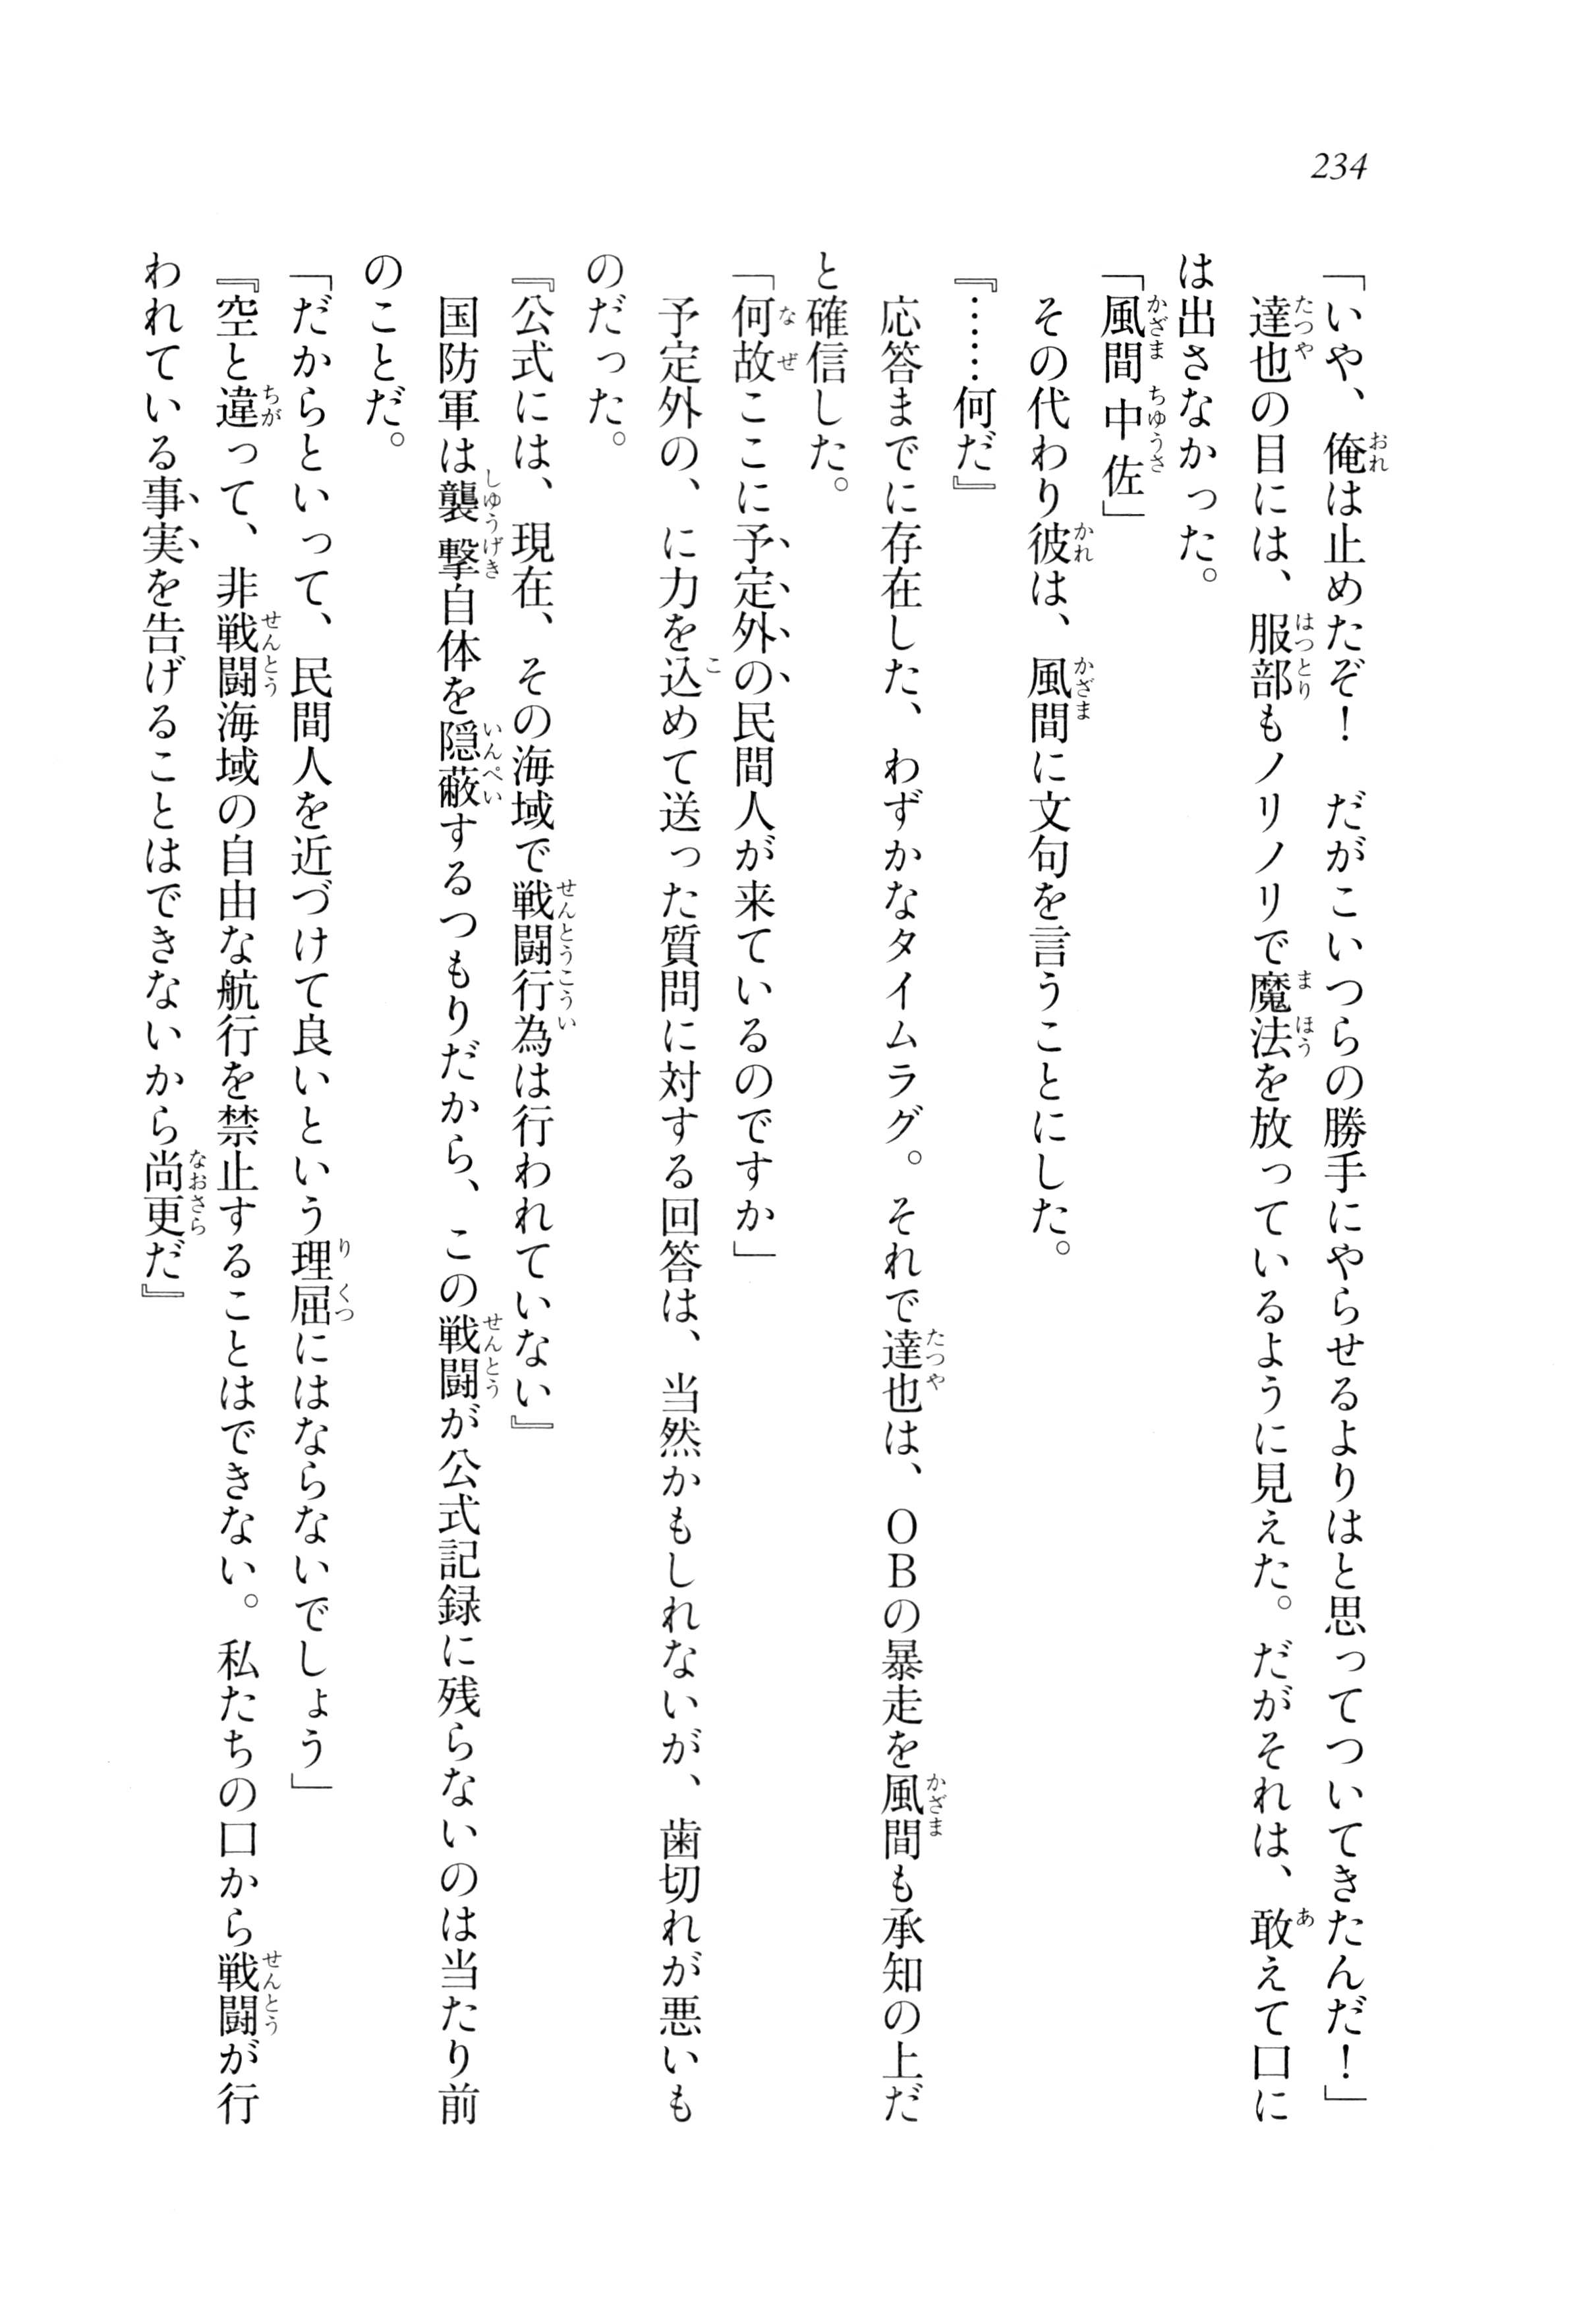 234
「いや、俺は止めたぞ！　だがこいつらの勝手にやらせるよりはと思ってついてきたんだ！」
　達也の目には、服部もノリノリで魔法を放っているように見えた。だがそれは、敢えて口に
は出さなかった。
「風間中佐」
　その代わり彼は、風間に文句を言うことにした。
『……何だ』
　応答までに存在した、わずかなタイムラグ。それで達也は、ＯＢの暴走を風間も承知の上だ
と確信した。
「何故ここに予定外の民間人が来ているのですか」
　予定外の、に力を込めて送った質問に対する回答は、当然かもしれないが、歯切れが悪いも
のだった。
『公式には、現在、その海域で戦闘行為は行われていない』
　国防軍は襲撃自体を隠蔽するつもりだから、この戦闘が公式記録に残らないのは当たり前
のことだ。
「だからといって、民間人を近づけて良いという理屈にはならないでしょう」
『空と違って、非戦闘海域の自由な航行を禁止することはできない。私たちの口から戦闘が行
われている事実を告げることはできないから尚更だ』